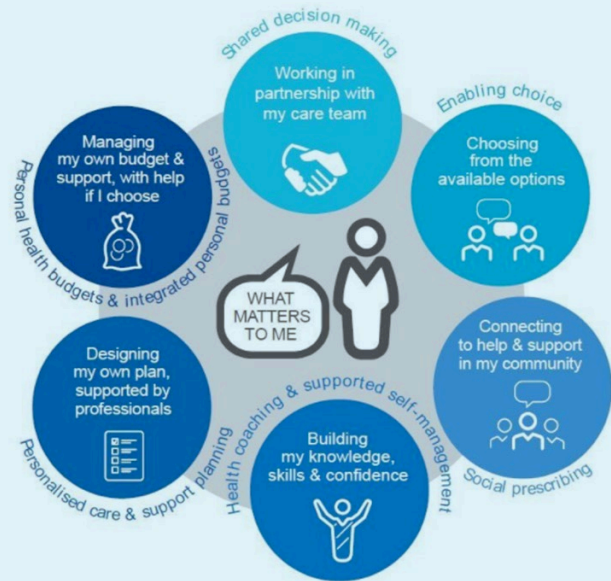 Shared decision making
Working in
partnership with
my care team
Enabling choice
Choosing
from the
available options
Connecting
to help & support
in my community
Social prescribing
Health coaching & supported self-management
Building
my knowledge,
skills & confidence
Personalised care & support planning
Designing
my own plan,
supported by
professionals
Personal health budgets & integrated personal budgets
Managing
my own budget &
support, with help
if I choose
WHAT
MATTERS
TO ME